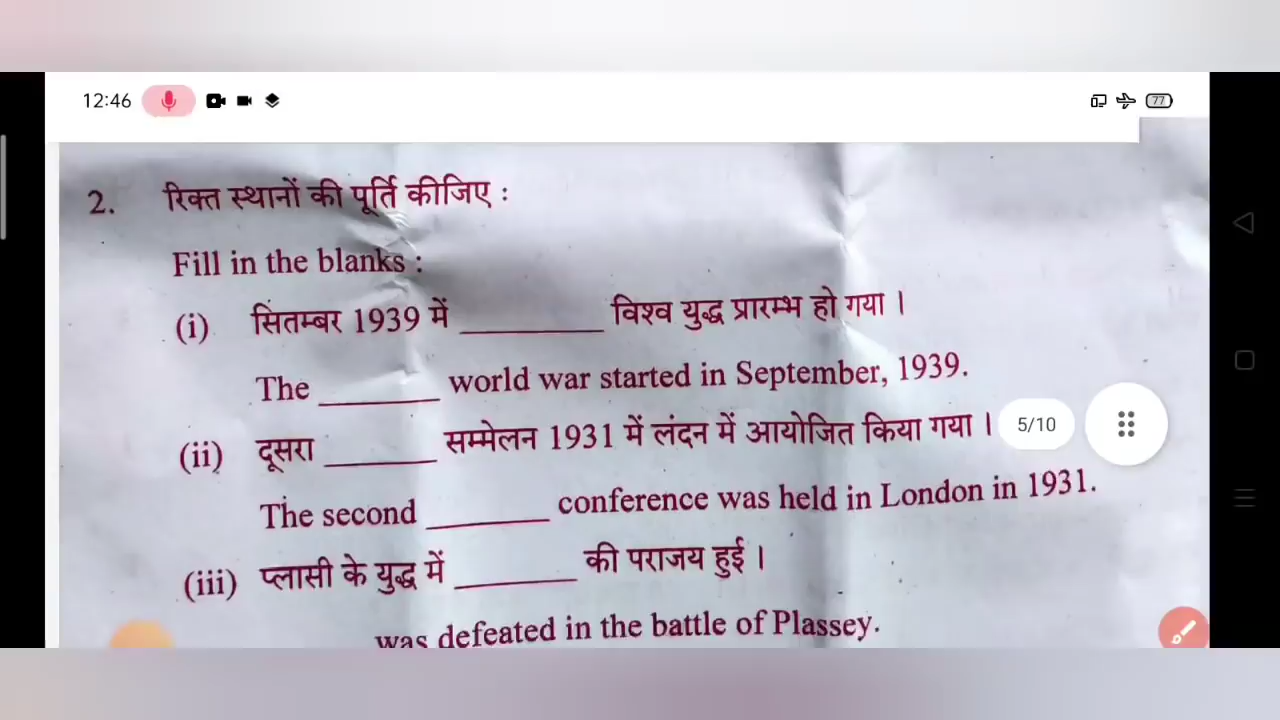 12:46
77
2. रिक्त स्थानों की पूर्ति कीजिए :
Fill in the blanks :
(i) सितम्बर 1939 में ________ विश्व युद्ध प्रारम्भ हो गया ।
The ________ world war started in September, 1939.
(ii) दूसरा ________ सम्मेलन 1931 में लंदन में आयोजित किया गया ।
5/10
The second ________ conference was held in London in 1931.
(iii) प्लासी के युद्ध में ________ की पराजय हुई ।
was defeated in the battle of Plassey.